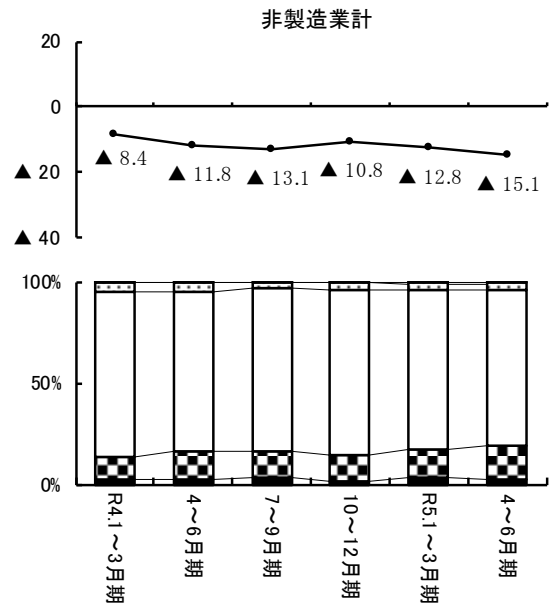 非製造業計
20
0
▲ 20
▲ 40
▲ 8.4
▲ 11.8
▲ 13.1
▲ 10.8
▲ 12.8
▲ 15.1
100%
50%
0%
R4.1～3月期
4～6月期
7～9月期
10～12月期
R5.1～3月期
4～6月期